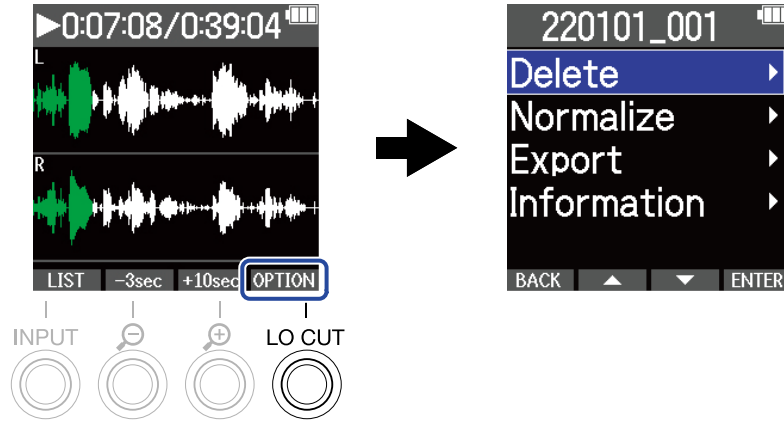 0:07:08/0:39:04
L
R
LIST -3sec +10sec OPTION
INPUT LO CUT
220101_001
Delete
Normalize
Export
Information
BACK ENTER